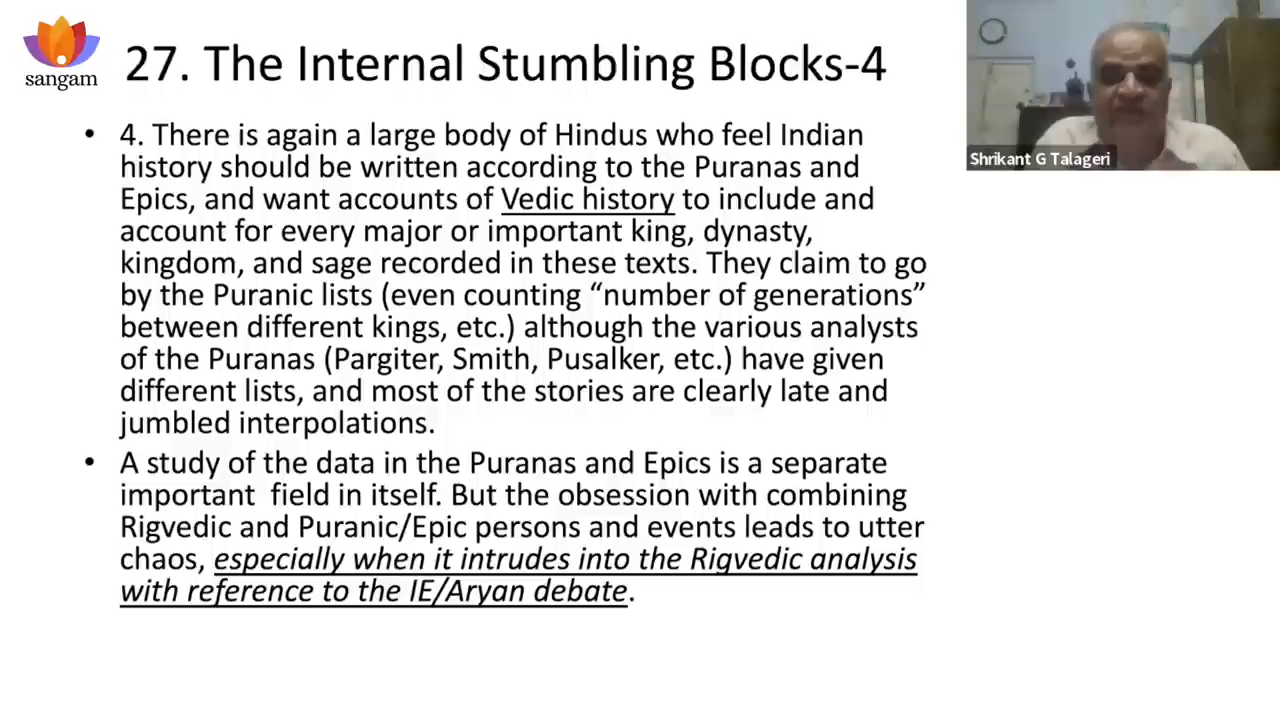 sangam
27. The Internal Stumbling Blocks-4
• 4. There is again a large body of Hindus who feel Indian
history should be written according to the Puranas and
Epics, and want accounts of Vedic history to include and
account for every major or important king, dynasty,
kingdom, and sage recorded in these texts. They claim to go
by the Puranic lists (even counting “number of generations”
between different kings, etc.) although the various analysts
of the Puranas (Pargiter, Smith, Pusalker, etc.) have given
different lists, and most of the stories are clearly late and
jumbled interpolations.
• A study of the data in the Puranas and Epics is a separate
important  field in itself. But the obsession with combining
Rigvedic and Puranic/Epic persons and events leads to utter
chaos, especially when it intrudes into the Rigvedic analysis
with reference to the IE/Aryan debate.
Shrikant G Talageri